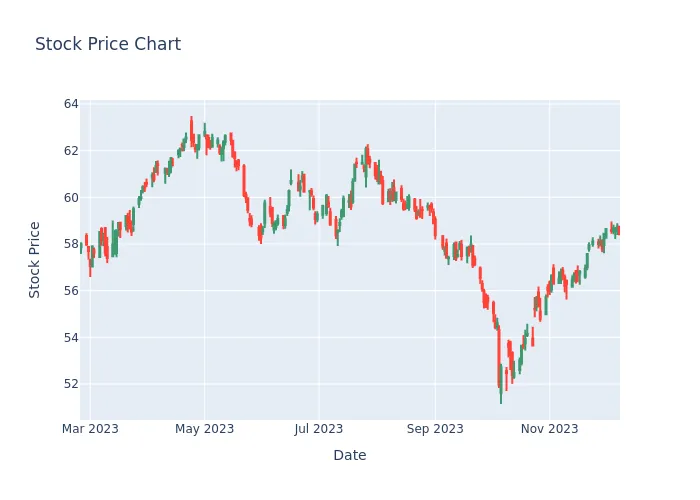 Stock Price Chart
64
62
60
58
56
54
52
Stock Price
Mar 2023
May 2023
Jul 2023
Sep 2023
Nov 2023
Date